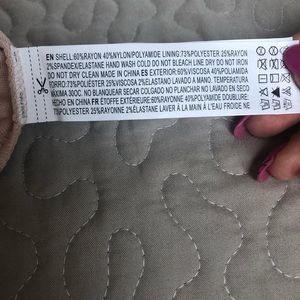 EN SHELL:60%RAYON 40%NYLON/POLYAMIDE LINING:73%POLYESTER 25%RAYON
2%SPANDEX/ELASTANE HAND WASH COLD DO NOT BLEACH LINE DRY DO NOT IRON
DO NOT DRY CLEAN MADE IN CHINA ES EXTERIOR:60%VISCOSA 40%POLIAMIDA
FORRO:73%POLIÉSTER 25%VISCOSA 2%ELASTANO LAVAR A MANO. TEMPERATURA
MÁXIMA 30OC. NO BLANQUEAR SECAR COLGADO NO PLANCHAR NO LAVADO EN SECO
HECHO EN CHINA FR ÉTOFFE EXTÉRIEURE:60%RAYONNE 40%POLYAMIDE DOUBLURE:
73%POLYESTER 25%RAYONNE 2%ÉLASTANE LAVER À LA MAIN À L'EAU FROIDE NE